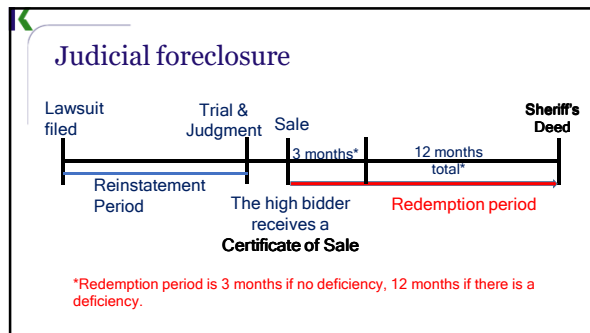 Judicial foreclosure
Lawsuit
filed
Trial &
Judgment
Sale
Sheriff's
Deed
3 months*
12 months
total*
Reinstatement
Period
The high bidder
receives a
Certificate of Sale
Redemption period
*Redemption period is 3 months if no deficiency, 12 months if there is a
deficiency.